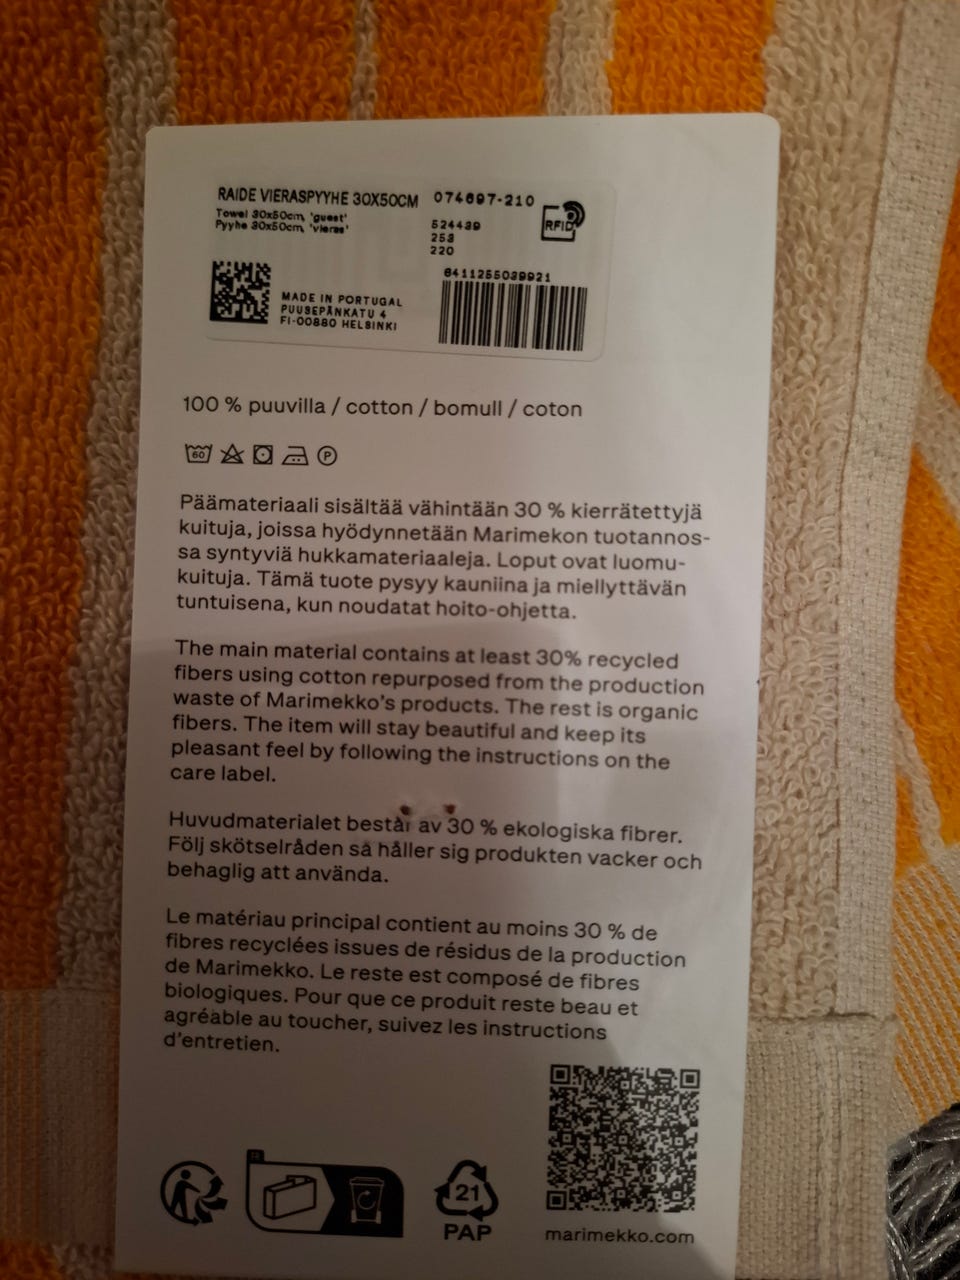 RAIDE VIERASPYYHE 30X50CM 074697-210
Towel 30x50cm, 'guest'
Pyyhe 30x50cm, 'vieras'
524439
253
220
RFID
6411255039921
MADE IN PORTUGAL
PUUSEPÄNKATU 4
FI-00880 HELSINKI
100 % puuvilla / cotton / bomull / coton
60
P
Päämateriaali sisältää vähintään 30 % kierrätettyjä
kuituja, joissa hyödynnetään Marimekon tuotannos-
sa syntyviä hukkamateriaaleja. Loput ovat luomu-
kuituja. Tämä tuote pysyy kauniina ja miellyttävän
tuntuisena, kun noudatat hoito-ohjetta.
The main material contains at least 30% recycled
fibers using cotton repurposed from the production
waste of Marimekko's products. The rest is organic
fibers. The item will stay beautiful and keep its
pleasant feel by following the instructions on the
care label.
Huvudmaterialet består av 30 % ekologiska fibrer.
Följ skötselråden så håller sig produkten vacker och
behaglig att använda.
Le matériau principal contient au moins 30 % de
fibres recyclées issues de résidus de la production
de Marimekko. Le reste est composé de fibres
biologiques. Pour que ce produit reste beau et
agréable au toucher, suivez les instructions
d'entretien.
FR
21
PAP
marimekko.com